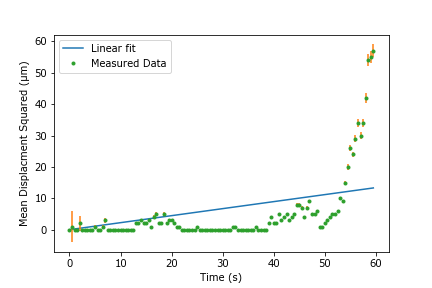 Linear fit
Measured Data
Mean Displacment Squared (μm)
60
50
40
30
20
10
0
0 10 20 30 40 50 60
Time (s)